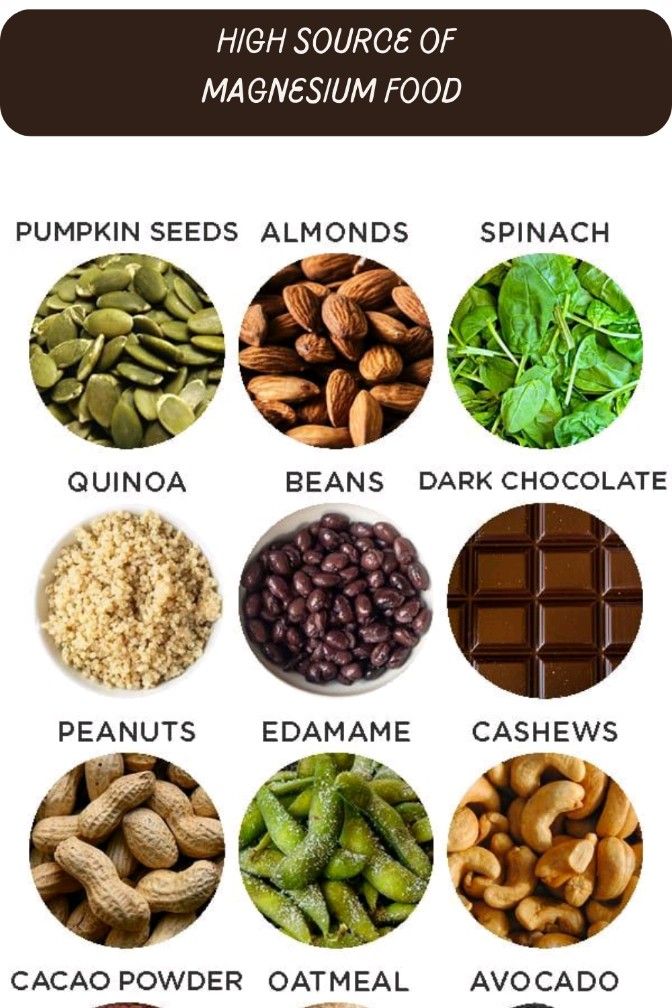 HIGH SOURCE OF
MAGNESIUM FOOD
PUMPKIN SEEDS
ALMONDS
SPINACH
QUINOA
BEANS
DARK CHOCOLATE
PEANUTS
EDAMAME
CASHEWS
CACAO POWDER
OATMEAL
AVOCADO